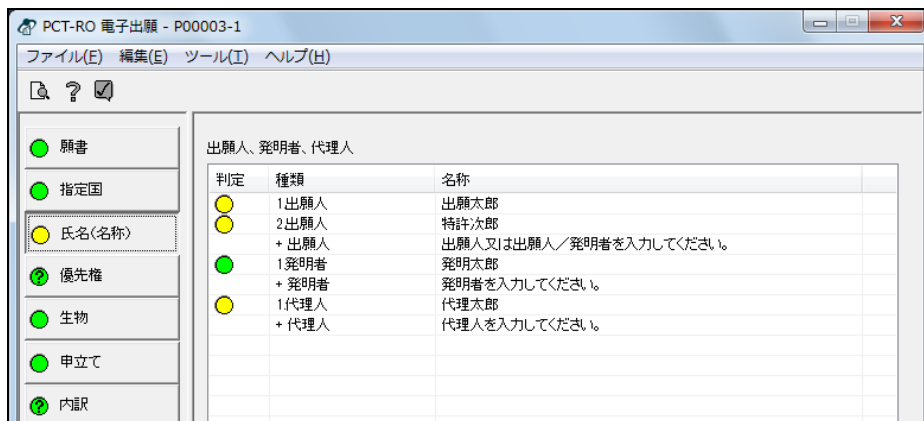 PCT-RO 電子出願 - P00003-1
ファイル(F) 編集(E) ツール(T) ヘルプ(H)
願書
指定国
氏名(名称)
優先権
生物
申立て
内訳
出願人、発明者、代理人
判定 種類 名称
1出願人 出願太郎
2出願人 特許次郎
+ 出願人 出願人又は出願人／発明者を入力してください。
1発明者 発明太郎
+ 発明者 発明者を入力してください。
1代理人 代理太郎
+ 代理人 代理人を入力してください。